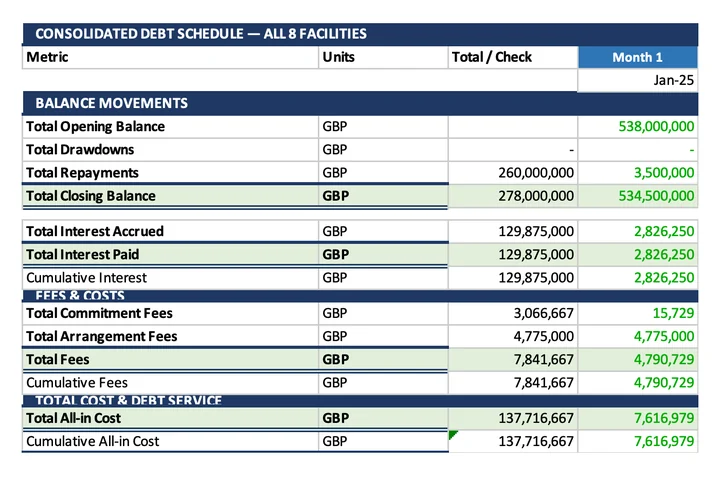 CONSOLIDATED DEBT SCHEDULE — ALL 8 FACILITIES
Metric Units Total / Check Month 1
Jan-25
BALANCE MOVEMENTS
Total Opening Balance GBP 538,000,000
Total Drawdowns GBP - -
Total Repayments GBP 260,000,000 3,500,000
Total Closing Balance GBP 278,000,000 534,500,000
Total Interest Accrued GBP 129,875,000 2,826,250
Total Interest Paid GBP 129,875,000 2,826,250
Cumulative Interest GBP 129,875,000 2,826,250
FEES & COSTS
Total Commitment Fees GBP 3,066,667 15,729
Total Arrangement Fees GBP 4,775,000 4,775,000
Total Fees GBP 7,841,667 4,790,729
Cumulative Fees GBP 7,841,667 4,790,729
TOTAL COST & DEBT SERVICE
Total All-in Cost GBP 137,716,667 7,616,979
Cumulative All-in Cost GBP 137,716,667 7,616,979